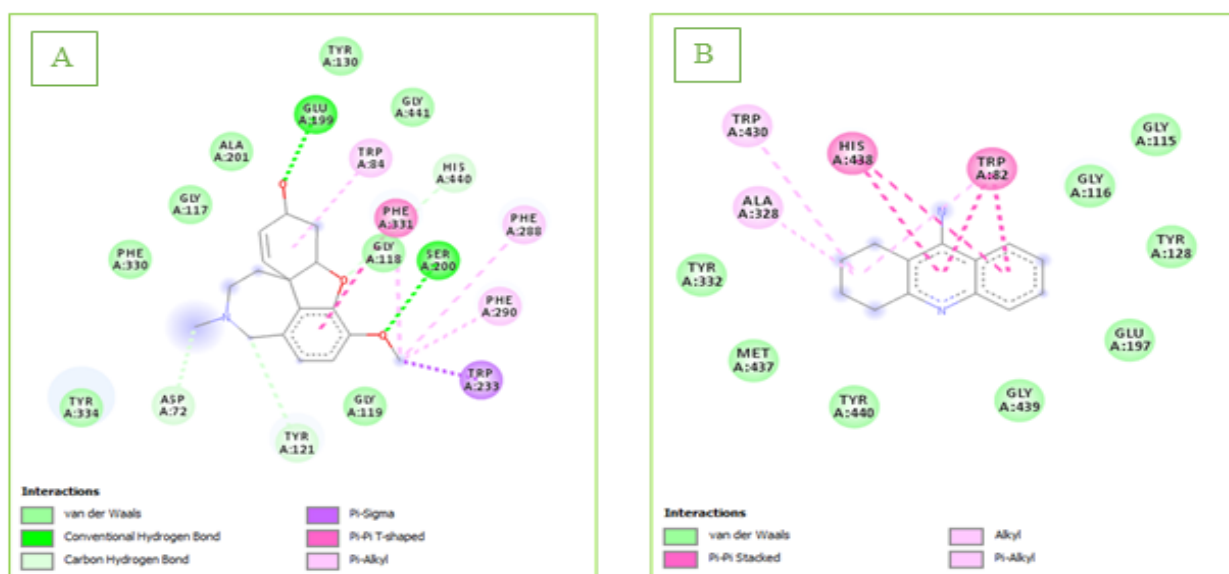 A
TYR
A:130
GLU
A:199
GLY
A:441
ALA
A:201
TRP
A:84
HIS
A:440
GLY
A:117
PHE
A:331
PHE
A:288
PHE
A:330
GLY
A:118
SER
A:200
O
O
N
O
PHE
A:290
TRP
A:233
TYR
A:334
ASP
A:72
GLY
A:119
TYR
A:121
Interactions
van der Waals
Conventional Hydrogen Bond
Carbon Hydrogen Bond
Pi-Sigma
Pi-Pi T-shaped
Pi-Alkyl
B
TRP
A:430
HIS
A:438
TRP
A:82
GLY
A:115
GLY
A:116
ALA
A:328
N
TYR
A:128
TYR
A:332
N
GLU
A:197
MET
A:437
TYR
A:440
GLY
A:439
Interactions
van der Waals
Pi-Pi Stacked
Alkyl
Pi-Alkyl